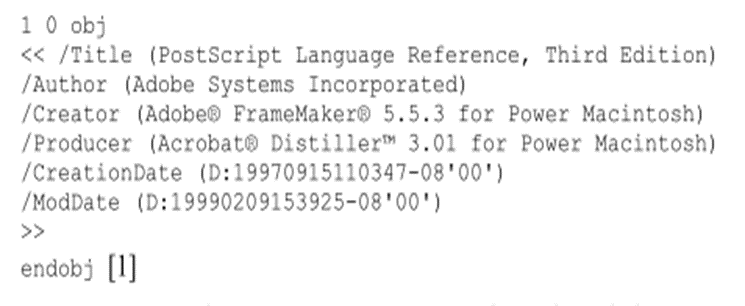 1 0 obj
<< /Title (PostScript Language Reference, Third Edition)
/Author (Adobe Systems Incorporated)
/Creator (Adobe® FrameMaker® 5.5.3 for Power Macintosh)
/Producer (Acrobat® Distiller™ 3.01 for Power Macintosh)
/CreationDate (D:19970915110347-08'00')
/ModDate (D:19990209153925-08'00')
>>
endobj [1]